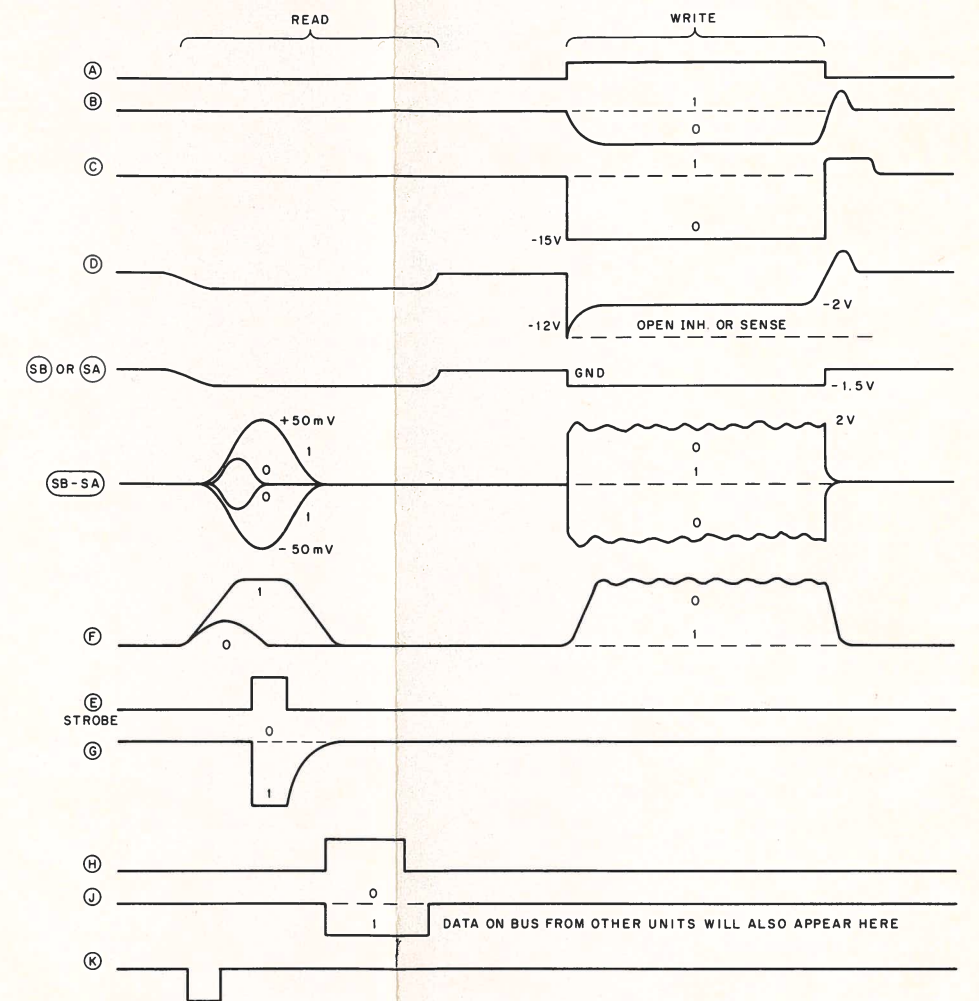 READ WRITE
A
B
1
0
C
1
-15V 0
D
-2V
-12V OPEN INH. OR SENSE
SB OR SA GND
-1.5V
+50mV 2V
1 0
0 1
SB-SA
0
1 0
-50mV
1 0
F 0 1
E
STROBE
0
G
1
H
0
J
1 DATA ON BUS FROM OTHER UNITS WILL ALSO APPEAR HERE
K